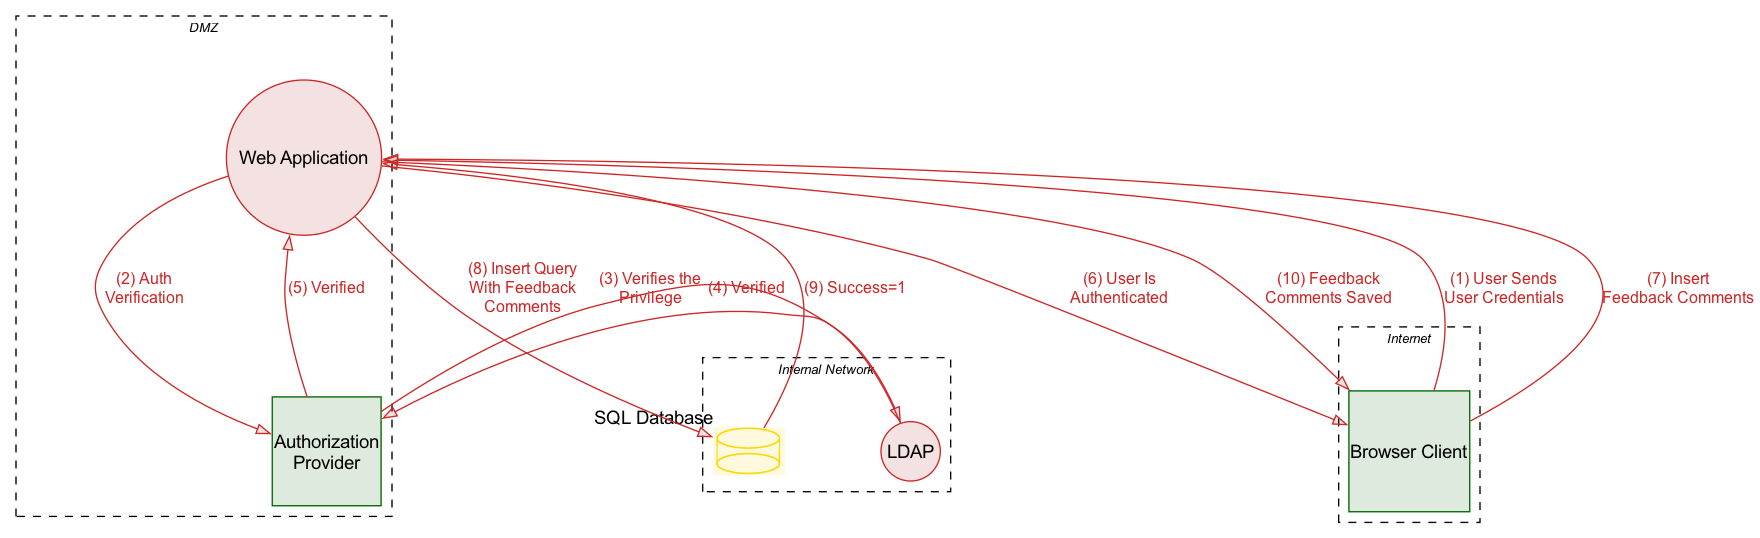 DMZ
Web Application
(2) Auth
Verification
(5) Verified
(8) Insert Query
With Feedback
Comments
(3) Verifies the
Privilege
(4) Verified
(9) Success=1
(6) User Is
Authenticated
(10) Feedback
Comments Saved
(1) User Sends
User Credentials
(7) Insert
Feedback Comments
Internet
Internal Network
SQL Database
Authorization
Provider
LDAP
Browser Client